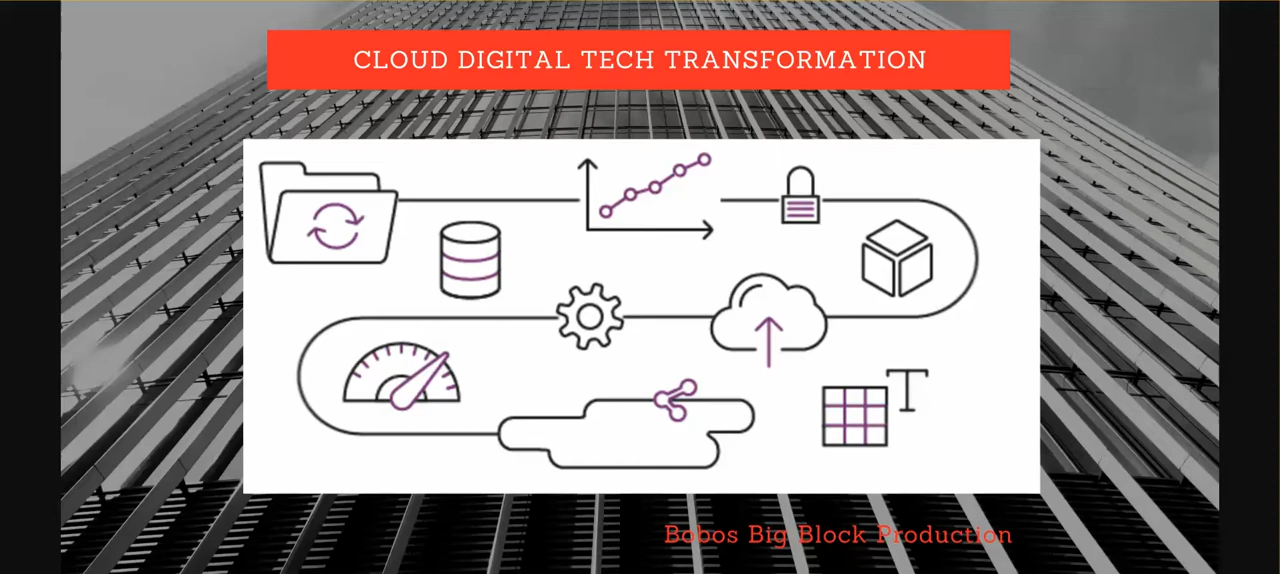 CLOUD DIGITAL TECH TRANSFORMATION
T
Bobos Big Block Production